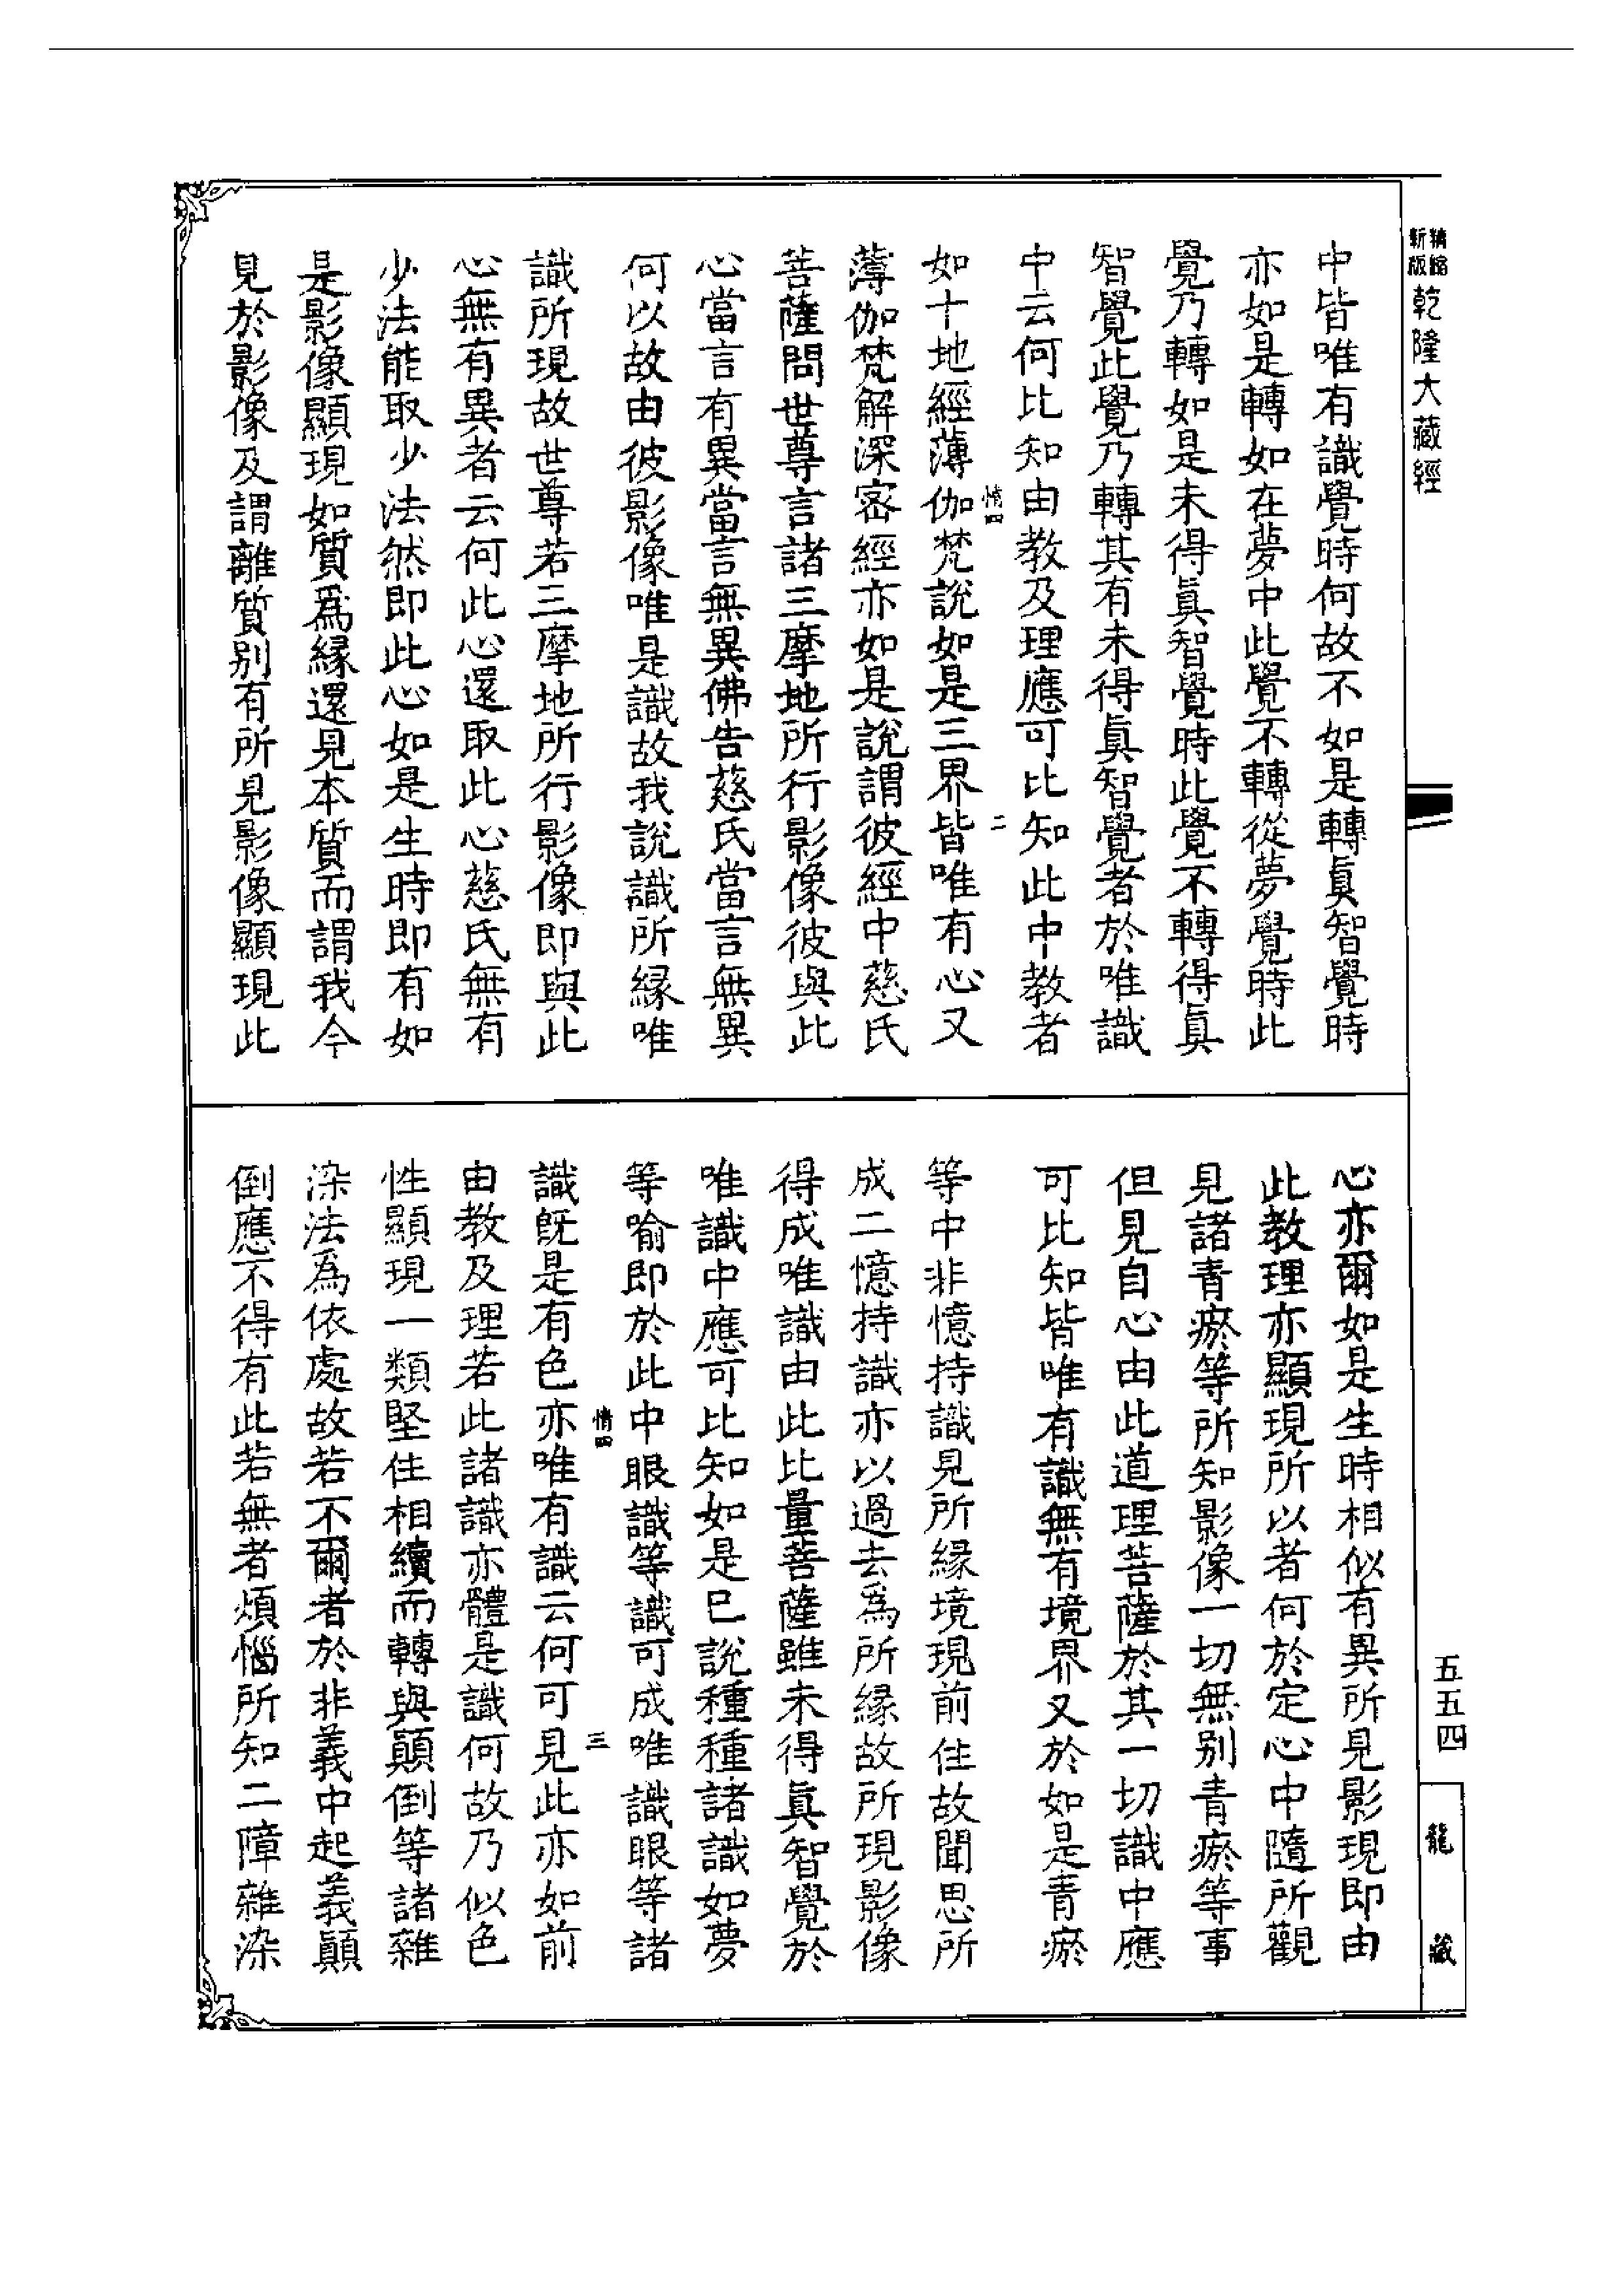 精縮新版乾隆大藏經
中皆唯有識覺時何故不如是轉眞智覺時
亦如是轉如在夢中此覺不轉從夢覺時此
覺乃轉如是未得眞智覺時此覺不轉得眞
智覺此覺乃轉其有未得眞智覺者於唯識
中云何比知由教及理應可比知此中教者
情四
二
如十地經薄伽梵說如是三界皆唯有心又
薄伽梵解深密經亦如是說謂彼經中慈氏
菩薩問世尊言諸三摩地所行影像彼與此
心當言有異當言無異佛告慈氏當言無異
何以故由彼影像唯是識故我說識所緣唯
識所現故世尊若三摩地所行影像即與此
心無有異者云何此心還取此心慈氏無有
少法能取少法然即此心如是生時即有如
是影像顯現如質爲緣還見本質而謂我今
見於影像及謂離質别有所見影像顯現此
心亦爾如是生時相似有異所見影現即由
此教理亦顯現所以者何於定心中隨所觀
見諸青瘀等所知影像一切無别青瘀等事
但見自心由此道理菩薩於其一切識中應
可比知皆唯有識無有境界又於如是青瘀
等中非憶持識見所緣境現前住故聞思所
成二憶持識亦以過去爲所緣故所現影像
得成唯識由此比量菩薩雖未得眞智覺於
唯識中應可比知如是已說種種諸識如夢
等喻即於此中眼識等識可成唯識眼等諸
情四
三
識旣是有色亦唯有識云何可見此亦如前
由教及理若此諸識亦體是識何故乃似色
性顯現一類堅住相續而轉與顚倒等諸雜
染法爲依處故若不爾者於非義中起義顚
倒應不得有此若無者煩惱所知二障雜染
五五四
龍藏